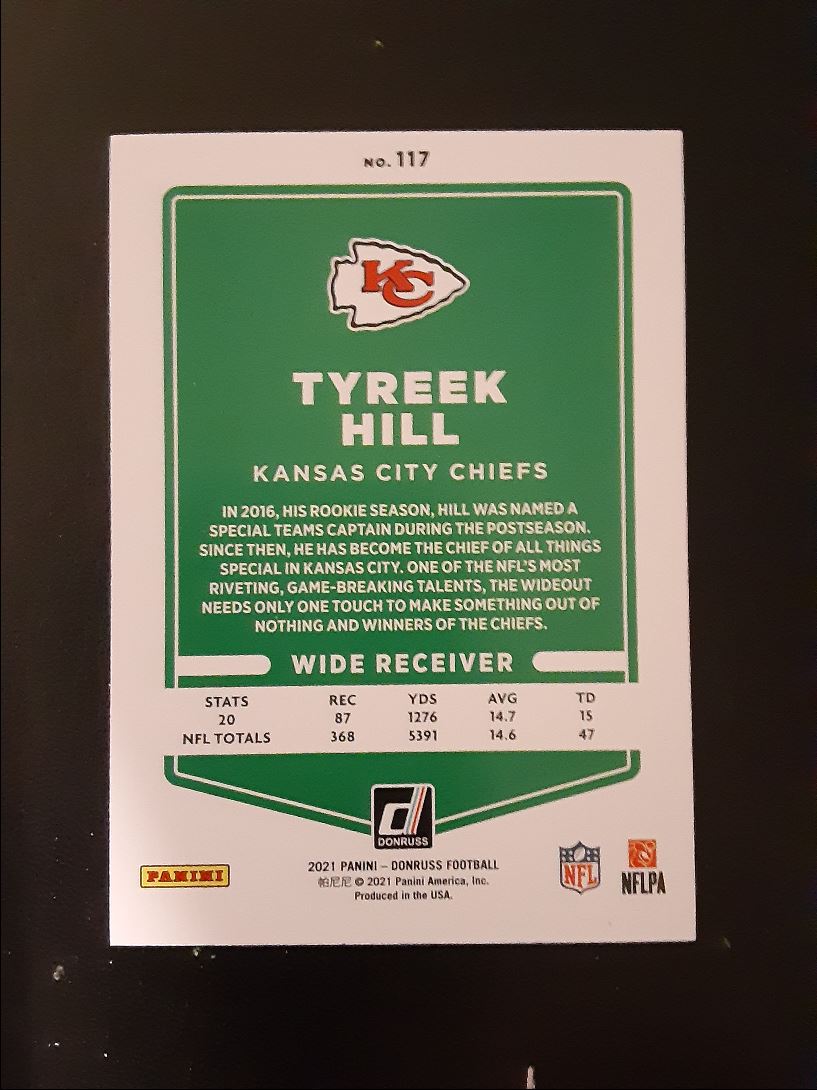 NO. 117
KC
TYREEK
HILL
KANSAS CITY CHIEFS
IN 2016, HIS ROOKIE SEASON, HILL WAS NAMED A
SPECIAL TEAMS CAPTAIN DURING THE POSTSEASON.
SINCE THEN, HE HAS BECOME THE CHIEF OF ALL THINGS
SPECIAL IN KANSAS CITY. ONE OF THE NFL'S MOST
RIVETING, GAME-BREAKING TALENTS, THE WIDEOUT
NEEDS ONLY ONE TOUCH TO MAKE SOMETHING OUT OF
NOTHING AND WINNERS OF THE CHIEFS.
WIDE RECEIVER
STATS REC YDS AVG TD
20 87 1276 14.7 15
NFL TOTALS 368 5391 14.6 47
d
DONRUSS
PANINI
2021 PANINI – DONRUSS FOOTBALL
帕尼尼 © 2021 Panini America, Inc.
Produced in the USA.
NFL
NFLPA